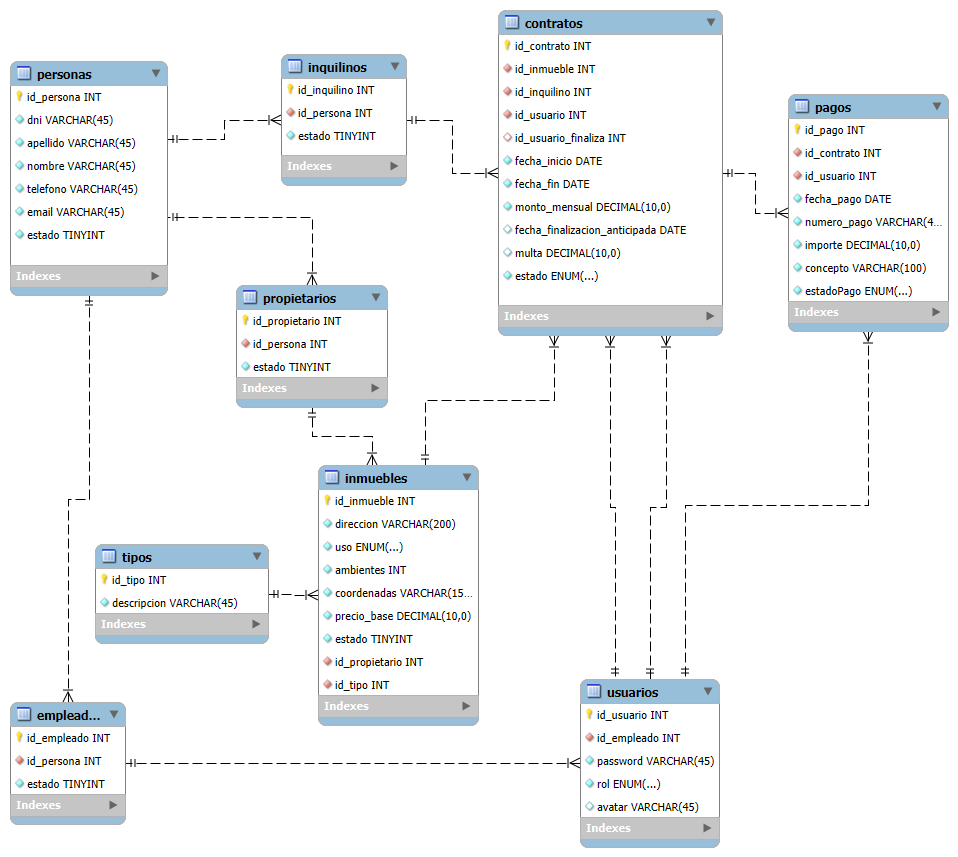 personas
id_persona INT
dni VARCHAR(45)
apellido VARCHAR(45)
nombre VARCHAR(45)
telefono VARCHAR(45)
email VARCHAR(45)
estado TINYINT
Indexes
inquilinos
id_inquilino INT
id_persona INT
estado TINYINT
Indexes
contratos
id_contrato INT
id_inmueble INT
id_inquilino INT
id_usuario INT
id_usuario_finaliza INT
fecha_inicio DATE
fecha_fin DATE
monto_mensual DECIMAL(10,0)
fecha_finalizacion_anticipada DATE
multa DECIMAL(10,0)
estado ENUM(...)
Indexes
pagos
id_pago INT
id_contrato INT
id_usuario INT
fecha_pago DATE
numero_pago VARCHAR(4...
importe DECIMAL(10,0)
concepto VARCHAR(100)
estadoPago ENUM(...)
Indexes
propietarios
id_propietario INT
id_persona INT
estado TINYINT
Indexes
inmuebles
id_inmueble INT
direccion VARCHAR(200)
uso ENUM(...)
ambientes INT
coordenadas VARCHAR(15...
precio_base DECIMAL(10,0)
estado TINYINT
id_propietario INT
id_tipo INT
Indexes
tipos
id_tipo INT
descripcion VARCHAR(45)
Indexes
emplead...
id_empleado INT
id_persona INT
estado TINYINT
Indexes
usuarios
id_usuario INT
id_empleado INT
password VARCHAR(45)
rol ENUM(...)
avatar VARCHAR(45)
Indexes